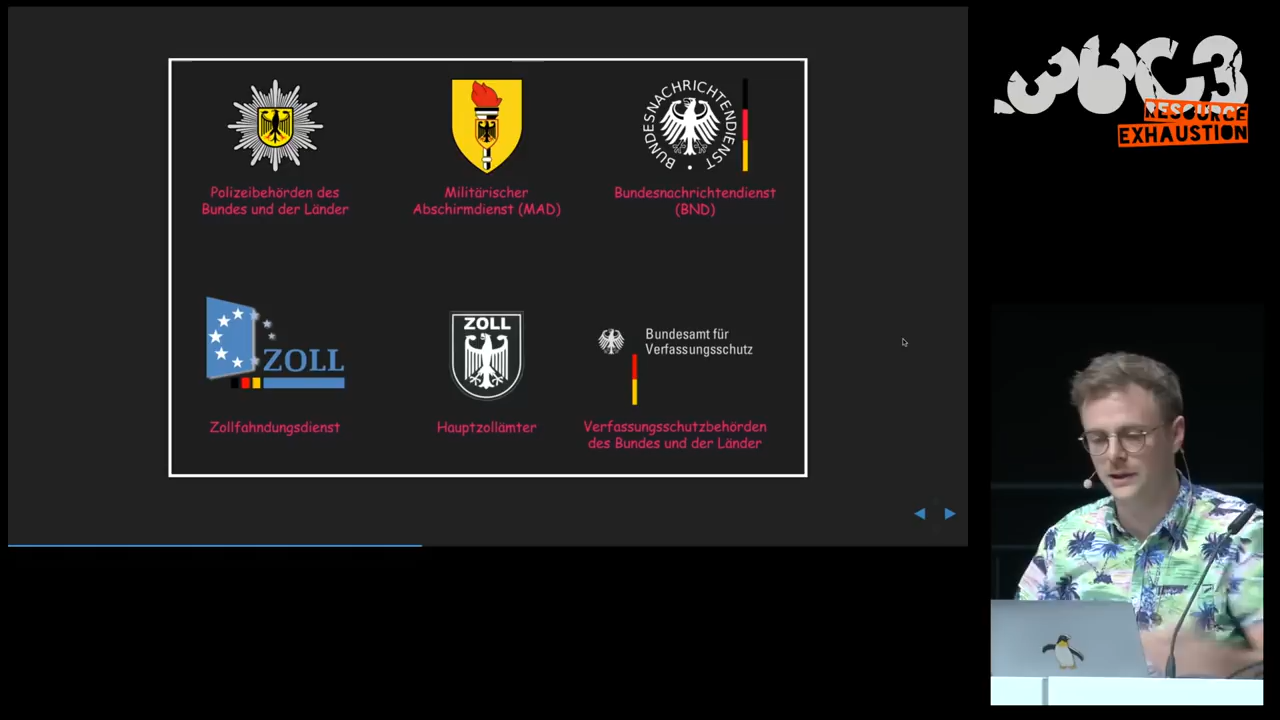 BUNDESNACHRICHTENDIENST
Polizeibehörden des
Bundes und der Länder
Militärischer
Abschirmdienst (MAD)
Bundesnachrichtendienst
(BND)
ZOLL
ZOLL
Bundesamt für
Verfassungsschutz
Zollfahndungsdienst
Hauptzollämter
Verfassungsschutzbehörden
des Bundes und der Länder
36C3
RESOURCE
EXHAUSTION